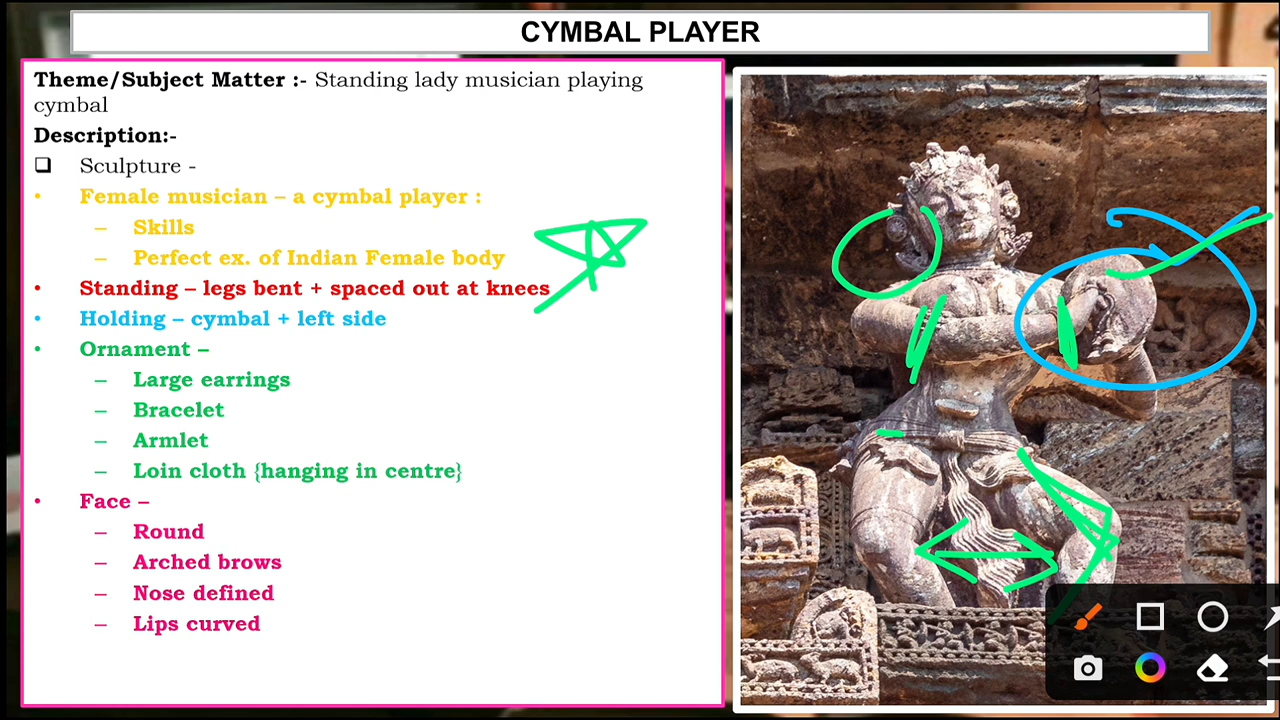 CYMBAL PLAYER
Theme/Subject Matter :- Standing lady musician playing
cymbal
Description:-
❑ Sculpture -
• Female musician – a cymbal player :
– Skills
– Perfect ex. of Indian Female body
• Standing – legs bent + spaced out at knees
• Holding – cymbal + left side
• Ornament –
– Large earrings
– Bracelet
– Armlet
– Loin cloth {hanging in centre}
• Face –
– Round
– Arched brows
– Nose defined
– Lips curved